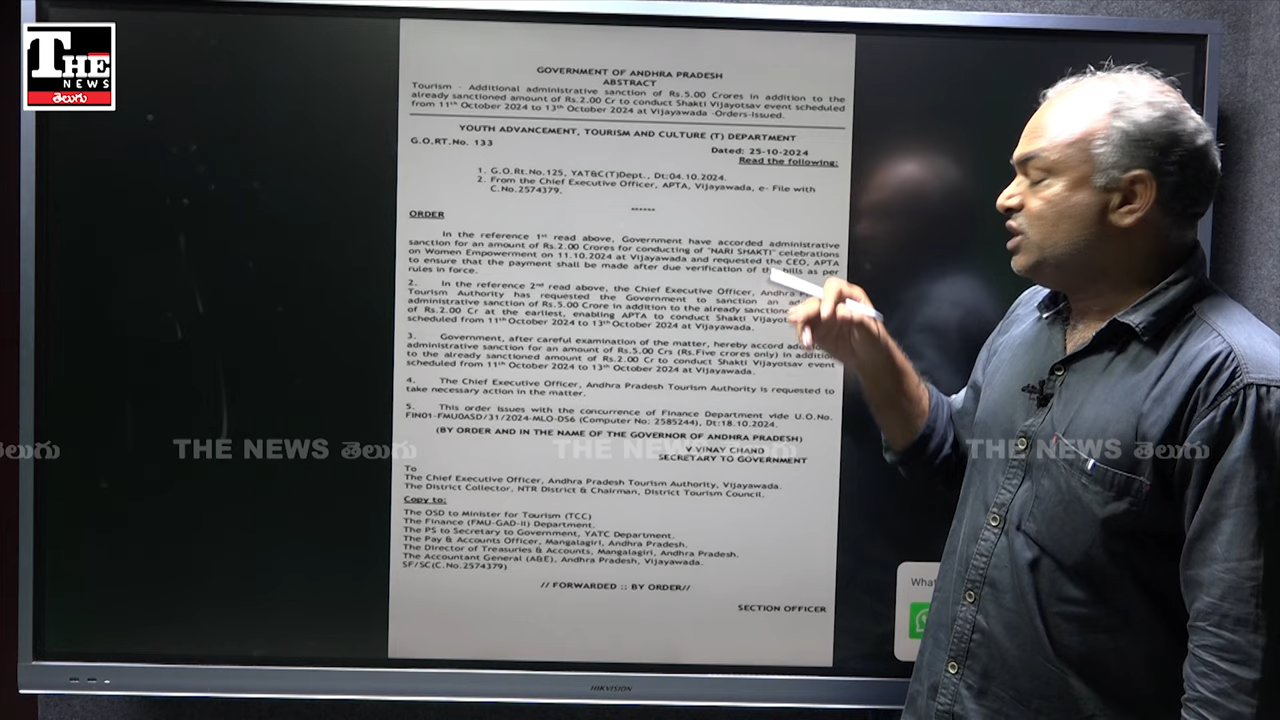 THE
NEWS
తెలుగు
GOVERNMENT OF ANDHRA PRADESH
ABSTRACT
Tourism - Additional administrative sanction of Rs.5.00 Crores in addition to the
already sanctioned amount of Rs.2.00 Cr to conduct Shakti Vijayotsav event scheduled
from 11th October 2024 to 13th October 2024 at Vijayawada -Orders-Issued.
YOUTH ADVANCEMENT, TOURISM AND CULTURE (T) DEPARTMENT
G.O.RT.No. 133
Dated: 25-10-2024
Read the following:
1. G.O.Rt.No.125, YAT&C(T)Dept., Dt:04.10.2024.
2. From the Chief Executive Officer, APTA, Vijayawada, e- File with
C.No.2574379.
------
ORDER
In the reference 1st read above, Government have accorded administrative
sanction for an amount of Rs.2.00 Crores for conducting of "NARI SHAKTI" celebrations
on Women Empowerment on 11.10.2024 at Vijayawada and requested the CEO, APTA
to ensure that the payment shall be made after due verification of the bills as per
rules in force.
2. In the reference 2nd read above, the Chief Executive Officer, Andhra
Tourism Authority has requested the Government to sanction an
administrative sanction of Rs.5.00 Crore in addition to the already sanctioned
of Rs.2.00 Cr at the earliest, enabling APTA to conduct Shakti
scheduled from 11th October 2024 to 13th October 2024 at Vijayawada.
3. Government, after careful examination of the matter, hereby accord
administrative sanction for an amount of Rs.5.00 Crs (Rs.Five crores only) in addition
to the already sanctioned amount of Rs.2.00 Cr to conduct Shakti Vijayotsav event
scheduled from 11th October 2024 to 13th October 2024 at Vijayawada.
4. The Chief Executive Officer, Andhra Pradesh Tourism Authority is requested to
take necessary action in the matter.
5. This order issues with the concurrence of Finance Department vide U.O.No.
FIN01-FMU0ASD/31/2024-MLO-DS6 (Computer No: 2585244), Dt:18.10.2024.
(BY ORDER AND IN THE NAME OF THE GOVERNOR OF ANDHRA PRADESH)
తెలుగు THE NEWS తెలుగు THE NEWS తెలుగు THE NEWS తెలుగు
V VINAY CHAND
SECRETARY TO GOVERNMENT
To
The Chief Executive Officer, Andhra Pradesh Tourism Authority, Vijayawada.
The District Collector, NTR District & Chairman, District Tourism Council.
Copy to:
The OSD to Minister for Tourism (TCC)
The Finance (FMU-GAD-II) Department.
The PS to Secretary to Government, YATC Department.
The Pay & Accounts Officer, Mangalagiri, Andhra Pradesh.
The Director of Treasuries & Accounts, Mangalagiri, Andhra Pradesh.
The Accountant General (A&E), Andhra Pradesh, Vijayawada.
SF/SC(C.No.2574379)
// FORWARDED :: BY ORDER//
SECTION OFFICER
What
HIKVISION